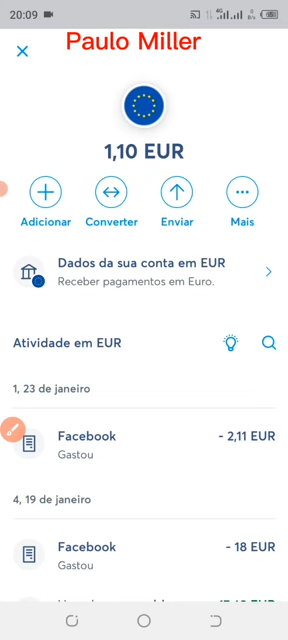 20:09
4G
0
B/s
Paulo Miller
1,10 EUR
Adicionar Converter Enviar Mais
Dados da sua conta em EUR
Receber pagamentos em Euro.
Atividade em EUR
1, 23 de janeiro
Facebook - 2,11 EUR
Gastou
4, 19 de janeiro
Facebook - 18 EUR
Gastou